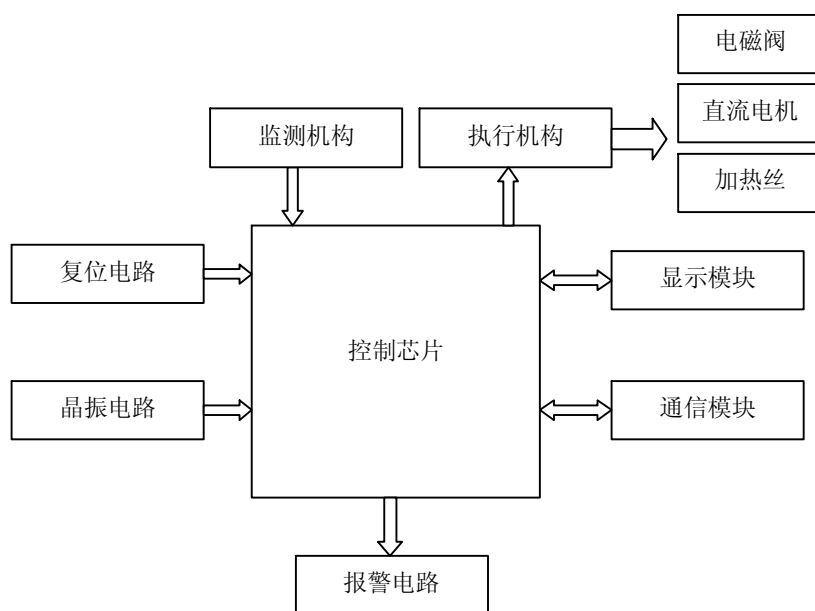 电磁阀
监测机构
执行机构
直流电机
加热丝
复位电路
显示模块
控制芯片
晶振电路
通信模块
报警电路